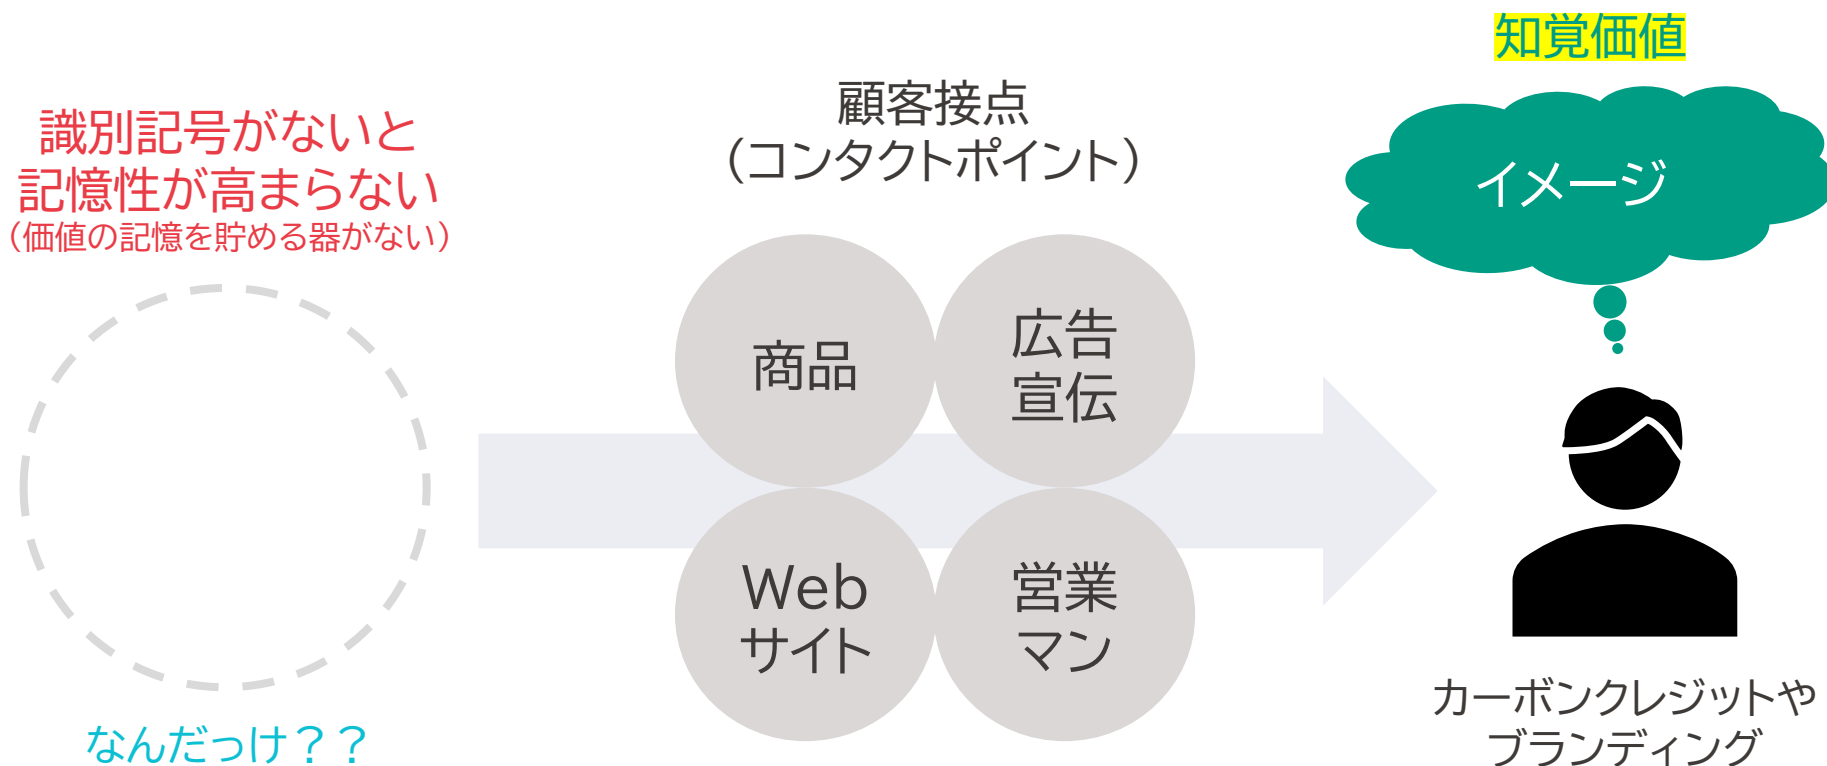 識別記号がないと
記憶性が高まらない
（価値の記憶を貯める器がない）
なんだっけ？？
顧客接点
（コンタクトポイント）
商品
広告
宣伝
Web
サイト
営業
マン
知覚価値
イメージ
カーボンクレジットや
ブランディング